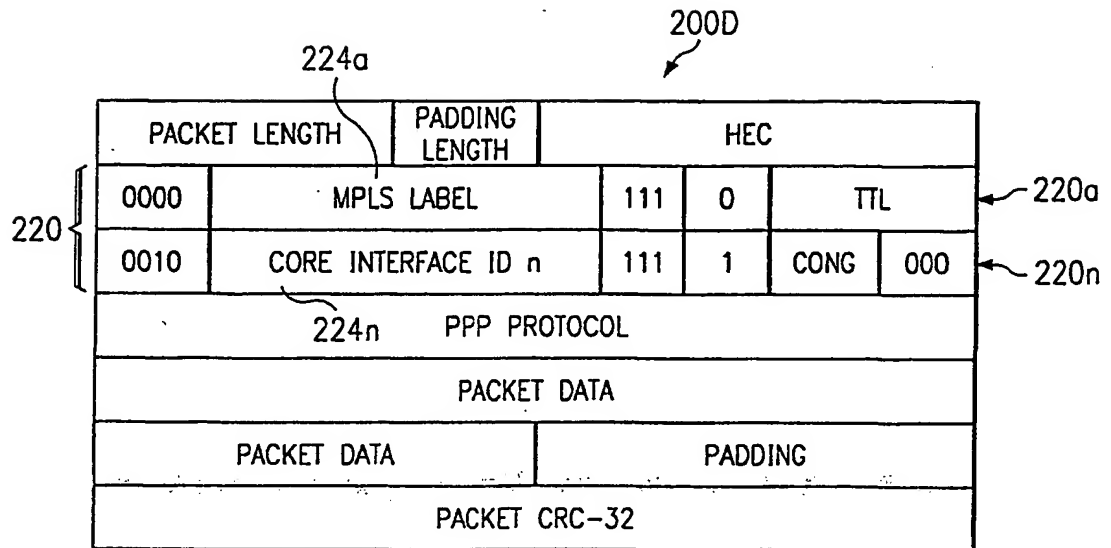 200D
224a
PACKET LENGTH PADDING LENGTH HEC
0000 MPLS LABEL 111 0 TTL 220a
220
0010 CORE INTERFACE ID n 111 1 CONG 000 220n
224n
PPP PROTOCOL
PACKET DATA
PACKET DATA PADDING
PACKET CRC-32